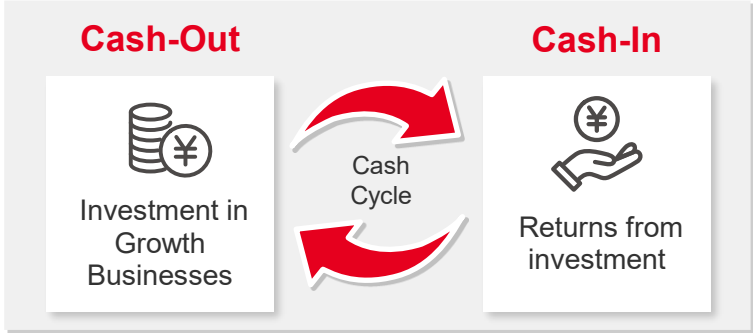 Cash-Out
Cash-In
¥
Investment in
Growth
Businesses
Cash
Cycle
¥
Returns from
investment